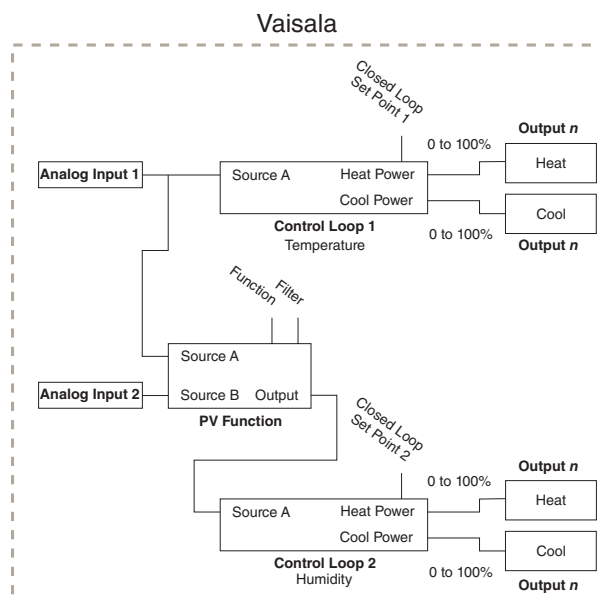 Vaisala
Closed Loop
Set Point 1
Output n
0 to 100%
Heat
Analog Input 1
Source A
Heat Power
Cool Power
Cool
Control Loop 1
Temperature
0 to 100%
Output n
Function
Filter
Source A
Analog Input 2
Source B
Output
PV Function
Closed Loop
Set Point 2
Output n
0 to 100%
Heat
Source A
Heat Power
Cool Power
Cool
Control Loop 2
Humidity
0 to 100%
Output n